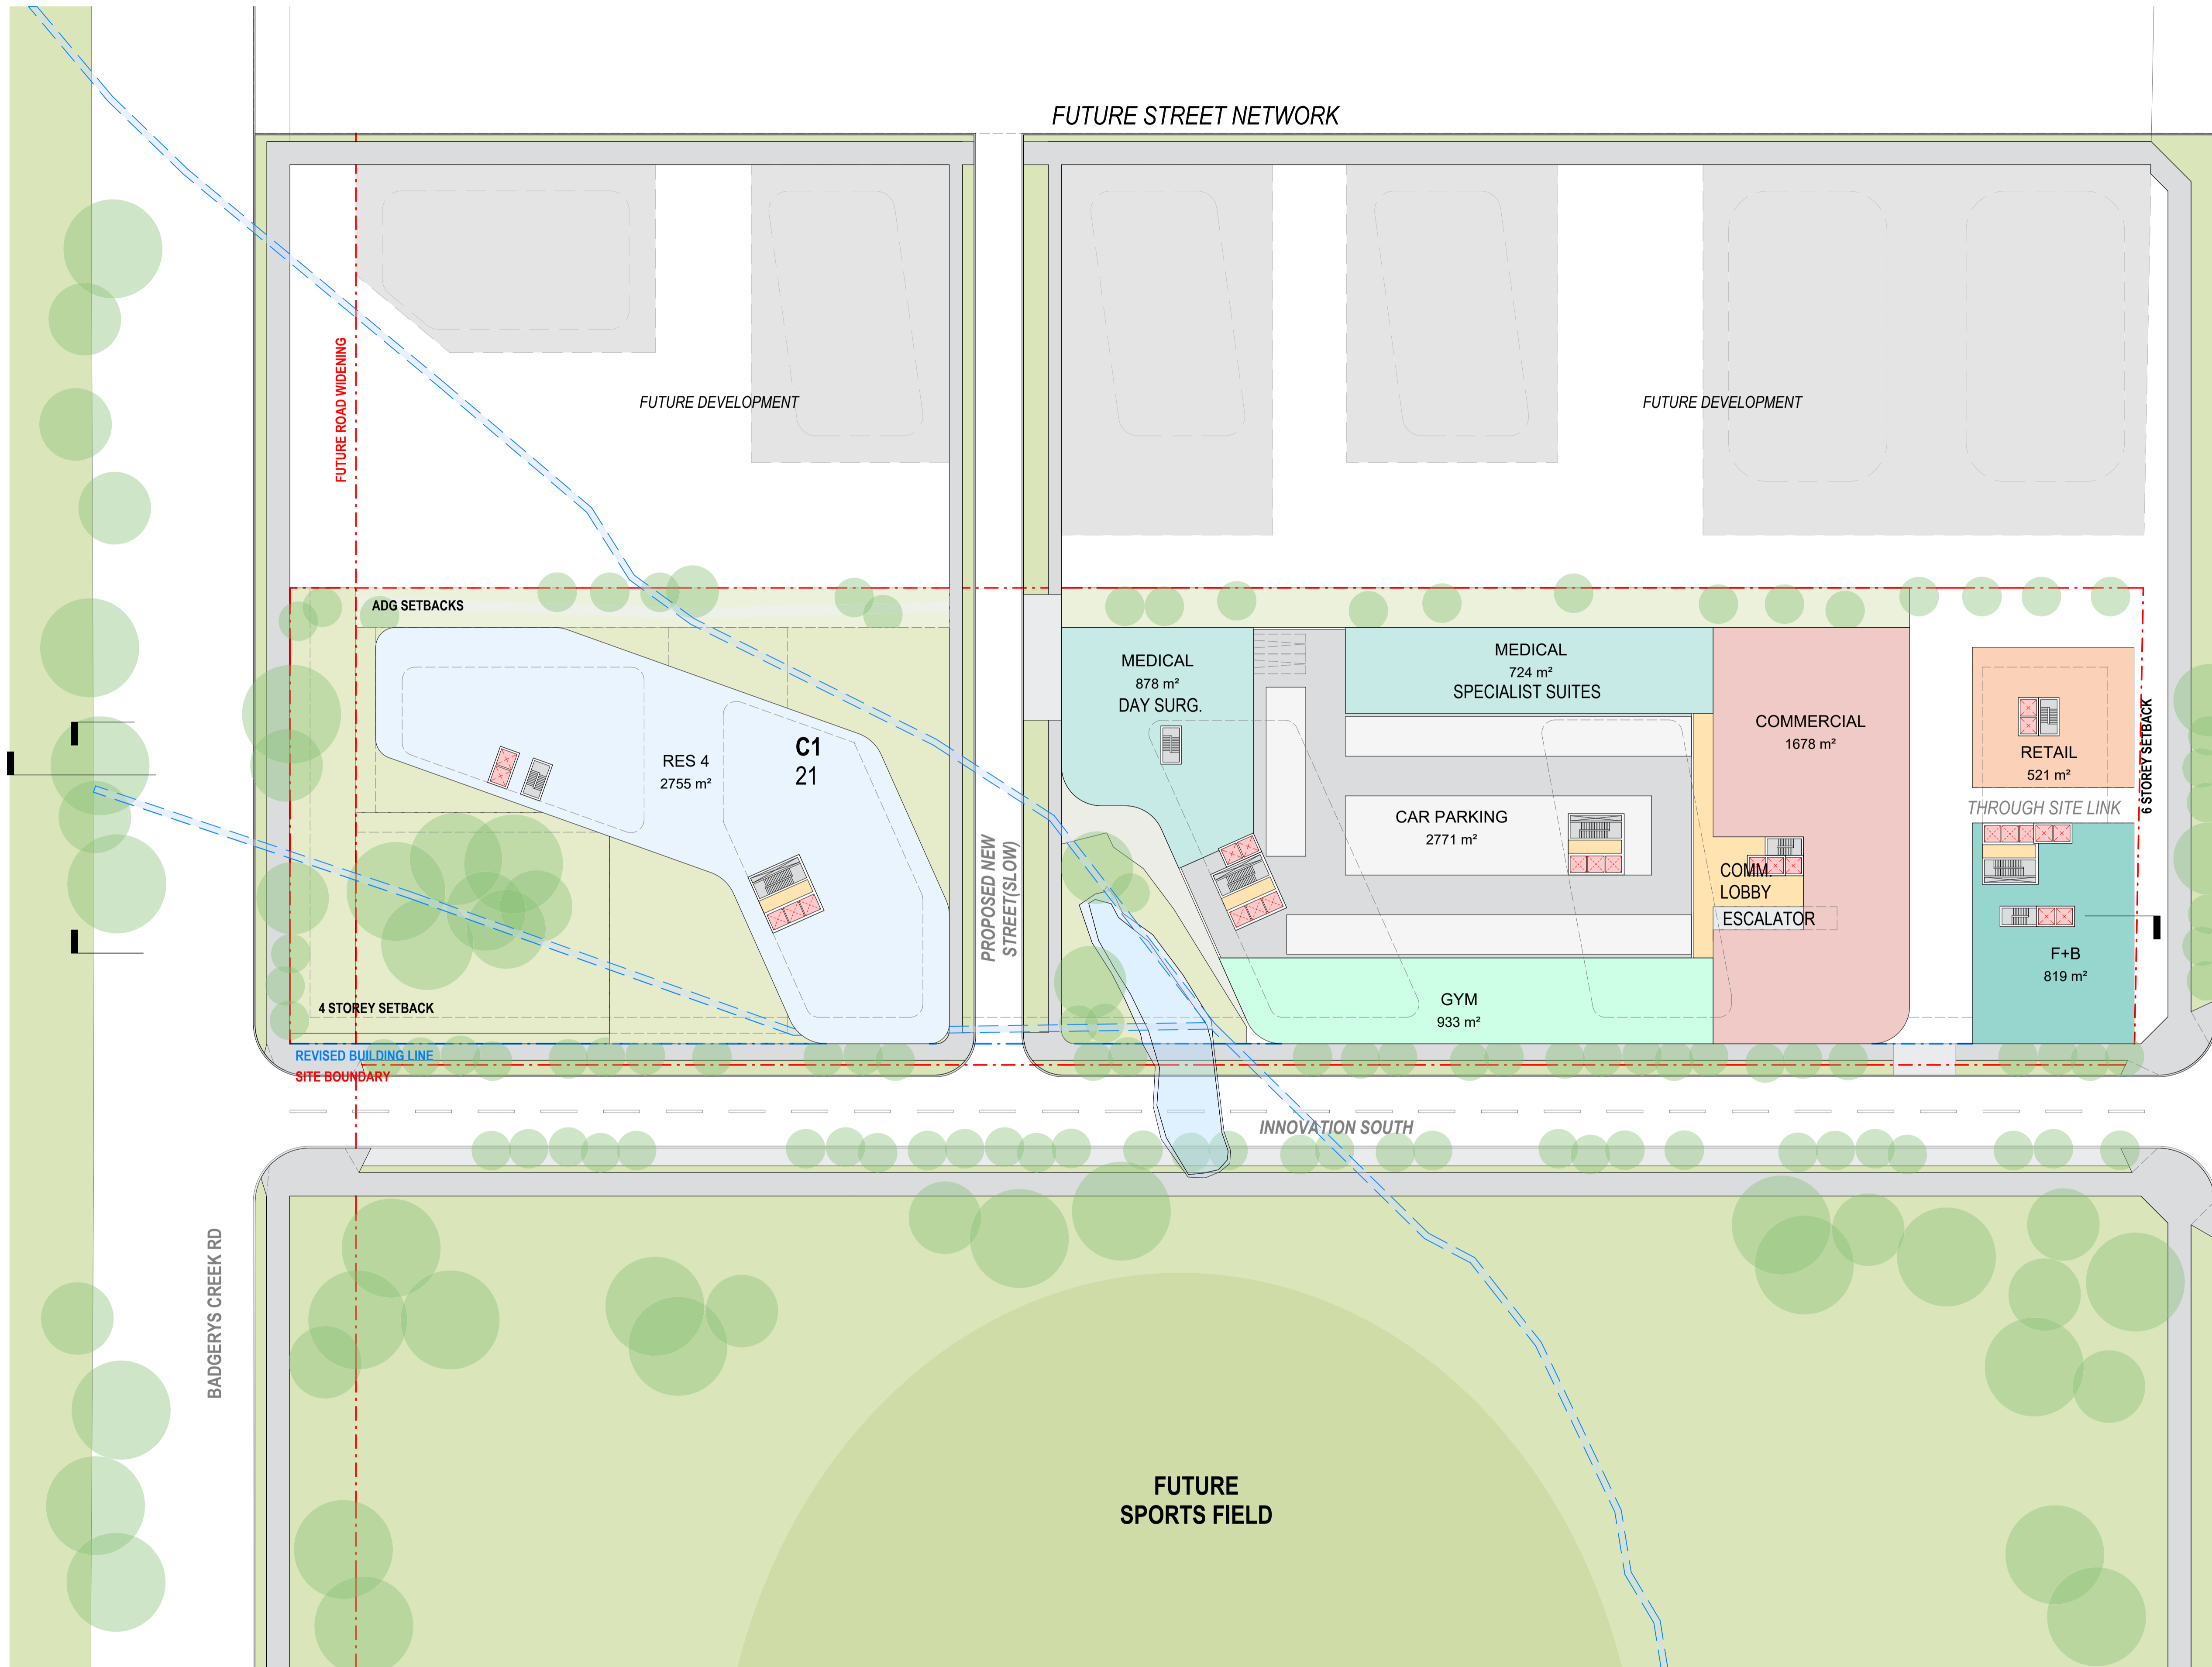 FUTURE STREET NETWORK
FUTURE ROAD WIDENING
FUTURE DEVELOPMENT
FUTURE DEVELOPMENT
ADG SETBACKS
RES 4
2755 m²
C1
21
4 STOREY SETBACK
REVISED BUILDING LINE
SITE BOUNDARY
PROPOSED NEW
STREET(SLOW)
MEDICAL
878 m²
DAY SURG.
MEDICAL
724 m²
SPECIALIST SUITES
CAR PARKING
2771 m²
GYM
933 m²
COMMERCIAL
1678 m²
COMM.
LOBBY
ESCALATOR
RETAIL
521 m²
THROUGH SITE LINK
6 STOREY SETBACK
F+B
819 m²
INNOVATION SOUTH
BADGERYS CREEK RD
FUTURE
SPORTS FIELD